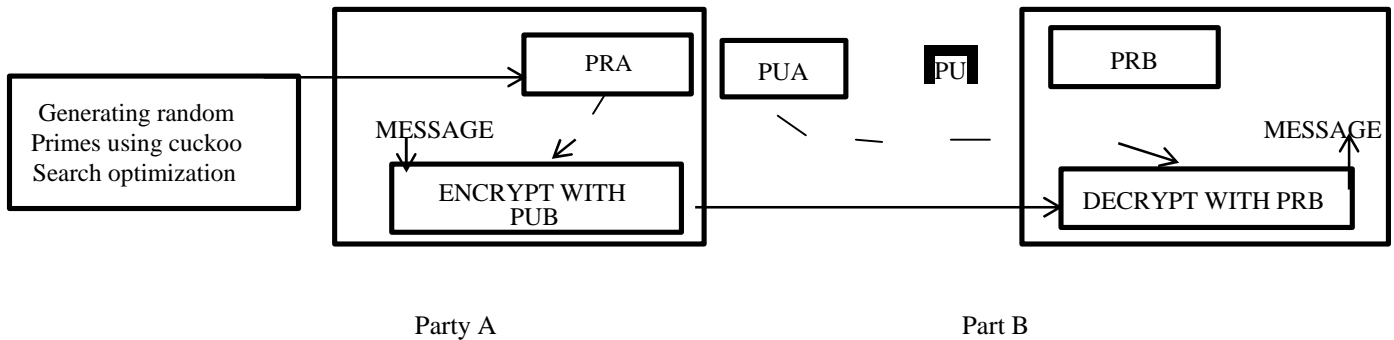 PRA
PUA
PU
PRB
Generating random
Primes using cuckoo
Search optimization
MESSAGE
MESSAGE
ENCRYPT WITH
PUB
DECRYPT WITH PRB
Party A
Part B